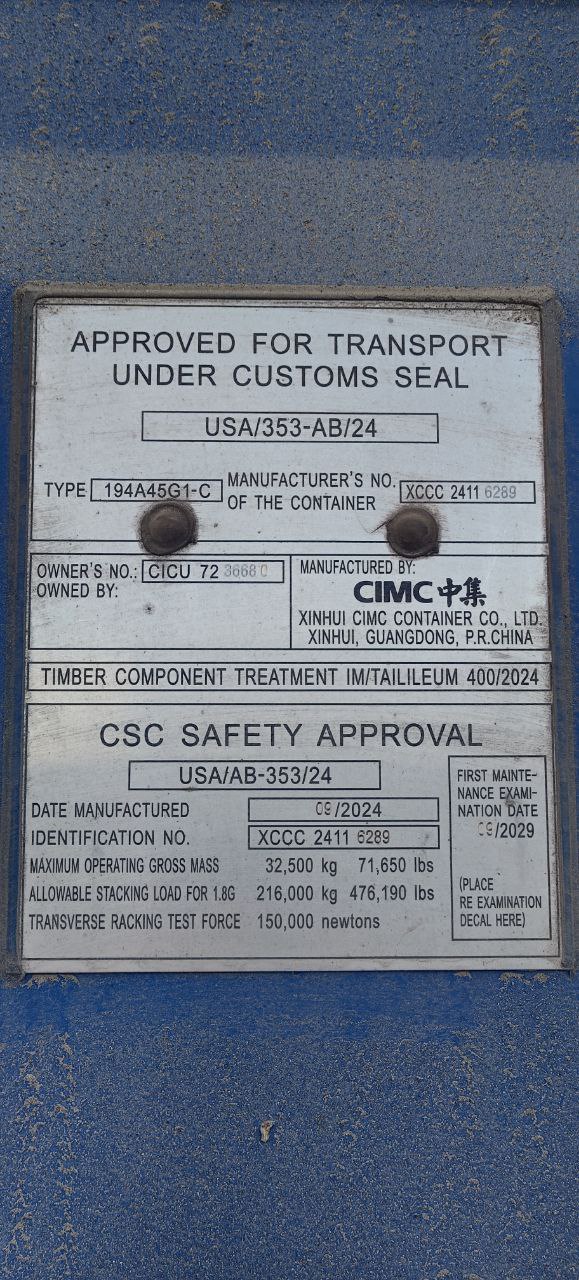 APPROVED FOR TRANSPORT
UNDER CUSTOMS SEAL
USA/353-AB/24
TYPE 194A45G1-C
MANUFACTURER'S NO.
OF THE CONTAINER
XCCC 2411 6289
OWNER'S NO.: CICU 72 36680
OWNED BY:
MANUFACTURED BY:
CIMC中集
XINHUI CIMC CONTAINER CO., LTD.
XINHUI, GUANGDONG, P.R.CHINA
TIMBER COMPONENT TREATMENT IM/TAILILEUM 400/2024
CSC SAFETY APPROVAL
USA/AB-353/24
DATE MANUFACTURED 09/2024
IDENTIFICATION NO. XCCC 2411 6289
MAXIMUM OPERATING GROSS MASS 32,500 kg 71,650 lbs
ALLOWABLE STACKING LOAD FOR 1.8G 216,000 kg 476,190 lbs
TRANSVERSE RACKING TEST FORCE 150,000 newtons
FIRST MAINTE-
NANCE EXAMI-
NATION DATE
09/2029
(PLACE
RE EXAMINATION
DECAL HERE)